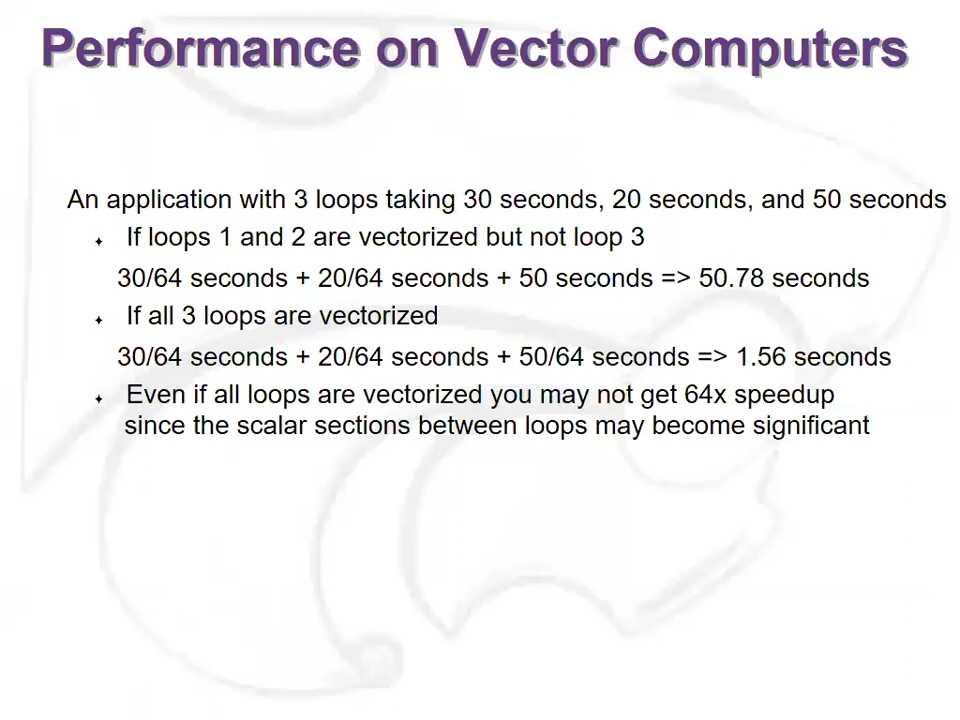 Performance on Vector Computers
An application with 3 loops taking 30 seconds, 20 seconds, and 50 seconds
If loops 1 and 2 are vectorized but not loop 3
30/64 seconds + 20/64 seconds + 50 seconds => 50.78 seconds
If all 3 loops are vectorized
30/64 seconds + 20/64 seconds + 50/64 seconds => 1.56 seconds
Even if all loops are vectorized you may not get 64x speedup
since the scalar sections between loops may become significant